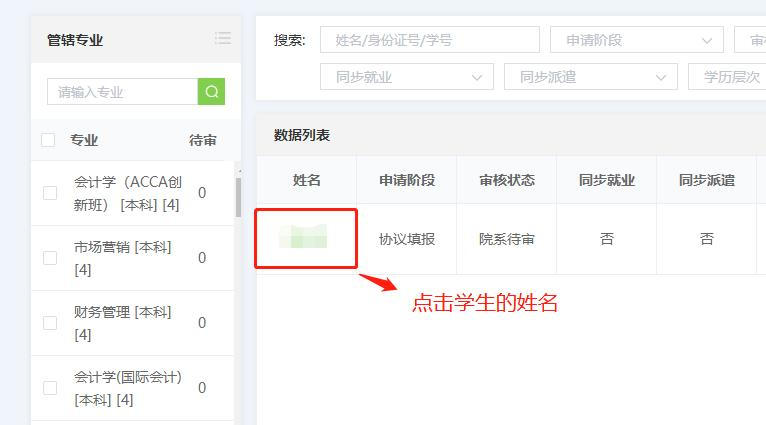 管辖专业
请输入专业
专业 待审
会计学（ACCA创
新班） [本科] [4] 0
市场营销 [本科]
[4] 0
财务管理 [本科]
[4] 0
会计学(国际会计)
[本科] [4] 0
搜索: 姓名/身份证号/学号 申请阶段
同步就业 同步派遣 学历层次
数据列表
姓名 申请阶段 审核状态 同步就业 同步派遣
协议填报 院系待审 否 否
点击学生的姓名